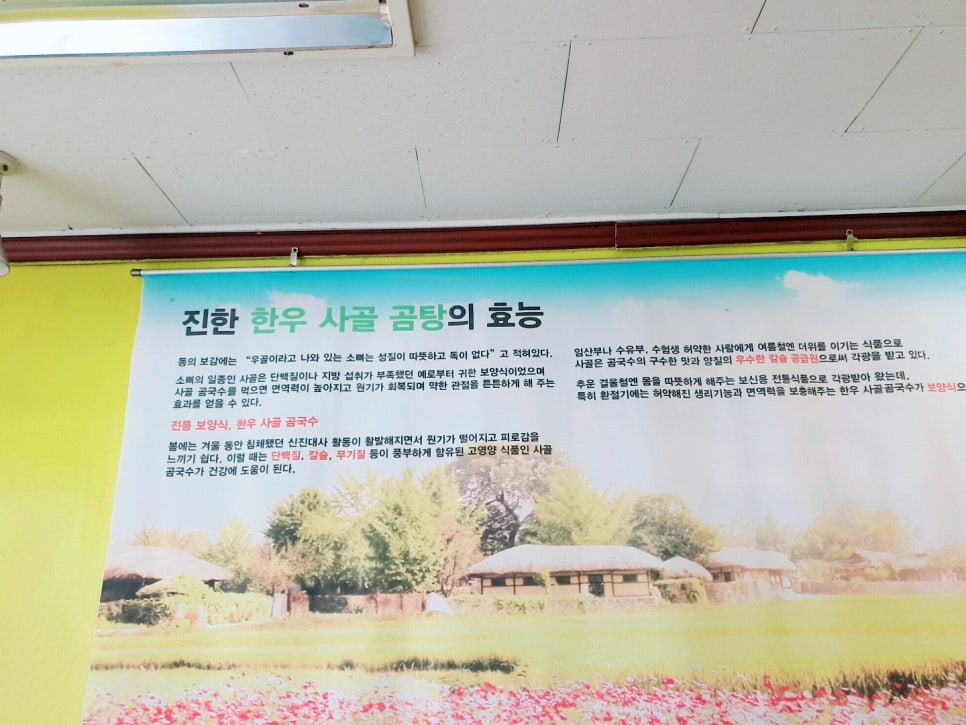 진한 한우 사골 곰탕의 효능
동의 보감에는 “우골이라고 나와 있는 소뼈는 성질이 따뜻하고 독이 없다”고 적혀있다.
소뼈의 일종인 사골은 단백질이나 지방 섭취가 부족했던 예로부터 귀한 보양식이었으며
사골 곰국수를 먹으면 면역력이 높아지고 원기가 회복되며 약한 관절을 튼튼하게 해 주는
효과를 얻을 수 있다.
전통 보양식, 한우 사골 곰국수
봄에는 겨울 동안 침체됐던 신진대사 활동이 활발해지면서 원기가 떨어지고 피로감을
느끼기 쉽다. 이럴 때는 단백질, 칼슘, 무기질 등이 풍부하게 함유된 고영양 식품인 사골
곰국수가 건강에 도움이 된다.
임산부나 수유부, 수험생 허약한 사람에게 여름철엔 더위를 이기는 식품으로
사골은 곰국수의 구수한 맛과 양질의 우수한 칼슘 공급원으로써 각광을 받고 있다.
추운 겨울철엔 몸을 따뜻하게 해주는 보신용 전통식품으로 각광받아 왔는데,
특히 환절기에는 허약해진 생리기능과 면역력을 보충해주는 한우 사골곰국수가 보양식으